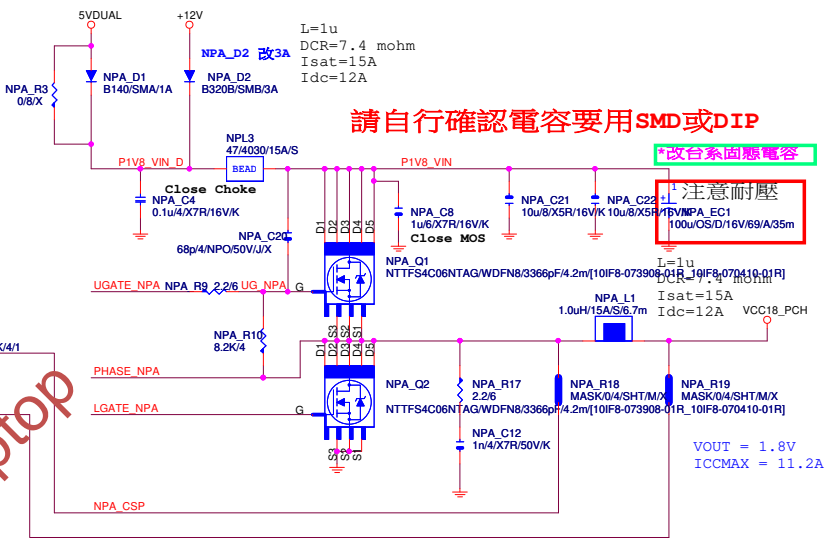 5VDUAL
+12V
L=1u
DCR=7.4 mohm
Isat=15A
Idc=12A
NPA_D2 改3A
NPA_R3
0/8/X
NPA_D1
B140/SMA/1A
NPA_D2
B320B/SMB/3A
請自行確認電容要用SMD或DIP
*改台系固態電容
NPL3
47/4030/15A/S
BEAD
P1V8_VIN_D
P1V8_VIN
Close Choke
NPA_C4
0.1u/4/X7R/16V/K
NPA_C20
68p/4/NPO/50V/J/X
D1
D2
D3
D4
D5
NPA_C8
1u/6/X7R/16V/K
Close MOS
NPA_C21
10u/8/X5R/16V/K
NPA_C22
10u/8/X5R/16V/K
1
+
注意耐壓
NPA_EC1
100u/OS/D/16V/69/A/35m
NPA_Q1
NTTFS4C06NTAG/WDFN8/3366pF/4.2m/[10IF8-073908-01R_10IF8-070410-01R]
L=1u
DCR=7.4 mohm
Isat=15A
Idc=12A
UGATE_NPA
NPA_R9
2.2/6
UG_NPA
G
S3
S2
S1
NPA_L1
1.0uH/15A/S/6.7m
VCC18_PCH
NPA_R10
8.2K/4
K/4/1
D1
D2
D3
D4
D5
PHASE_NPA
LGATE_NPA
G
NPA_Q2
NTTFS4C06NTAG/WDFN8/3366pF/4.2m/[10IF8-073908-01R_10IF8-070410-01R]
NPA_R17
2.2/6
NPA_R18
MASK/0/4/SHT/M/X
NPA_R19
MASK/0/4/SHT/M/X
S3
S2
S1
NPA_C12
1n/4/X7R/50V/K
VOUT = 1.8V
ICCMAX = 11.2A
NPA_CSP
ptop